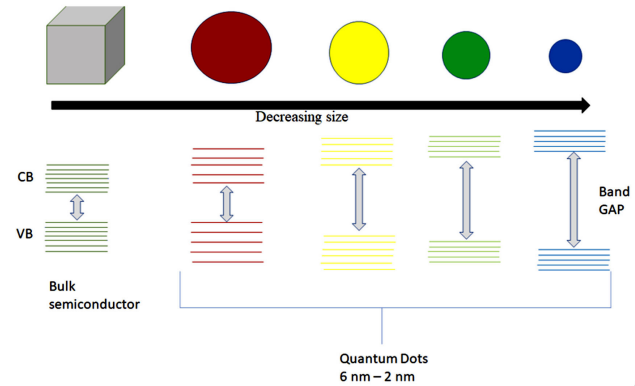 Decreasing size
CB
Band
GAP
VB
Bulk
semiconductor
Quantum Dots
6 nm – 2 nm